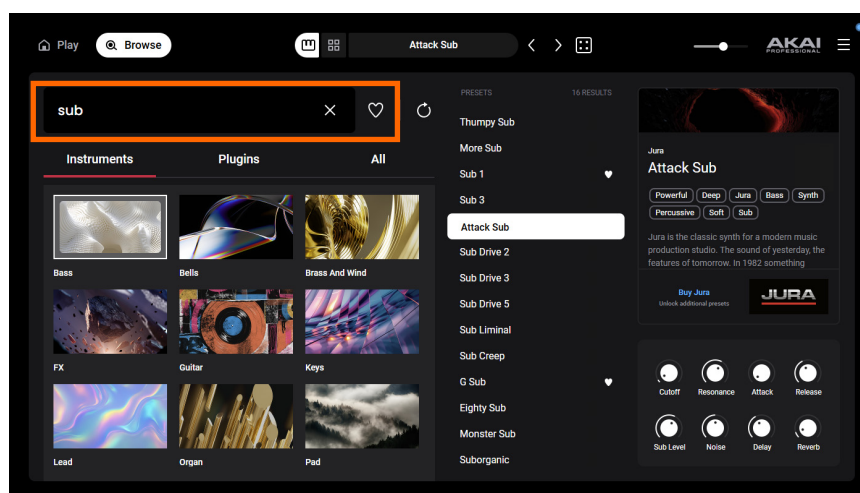 Play
Browse
Attack Sub
AKAI
PROFESSIONAL
sub
Instruments
Plugins
All
Bass
Bells
Brass And Wind
FX
Guitar
Keys
Lead
Organ
Pad
PRESETS
16 RESULTS
Thumpy Sub
More Sub
Sub 1
Sub 3
Attack Sub
Sub Drive 2
Sub Drive 3
Sub Drive 5
Sub Liminal
Sub Creep
G Sub
Eighty Sub
Monster Sub
Suborganic
Jura
Attack Sub
Powerful
Deep
Jura
Bass
Synth
Percussive
Soft
Sub
Jura is the classic synth for a modern music
production studio. The sound of yesterday, the
features of tomorrow. In 1982 something
Buy Jura
Unlock additional presets
JURA
Cutoff
Resonance
Attack
Release
Sub Level
Noise
Delay
Reverb